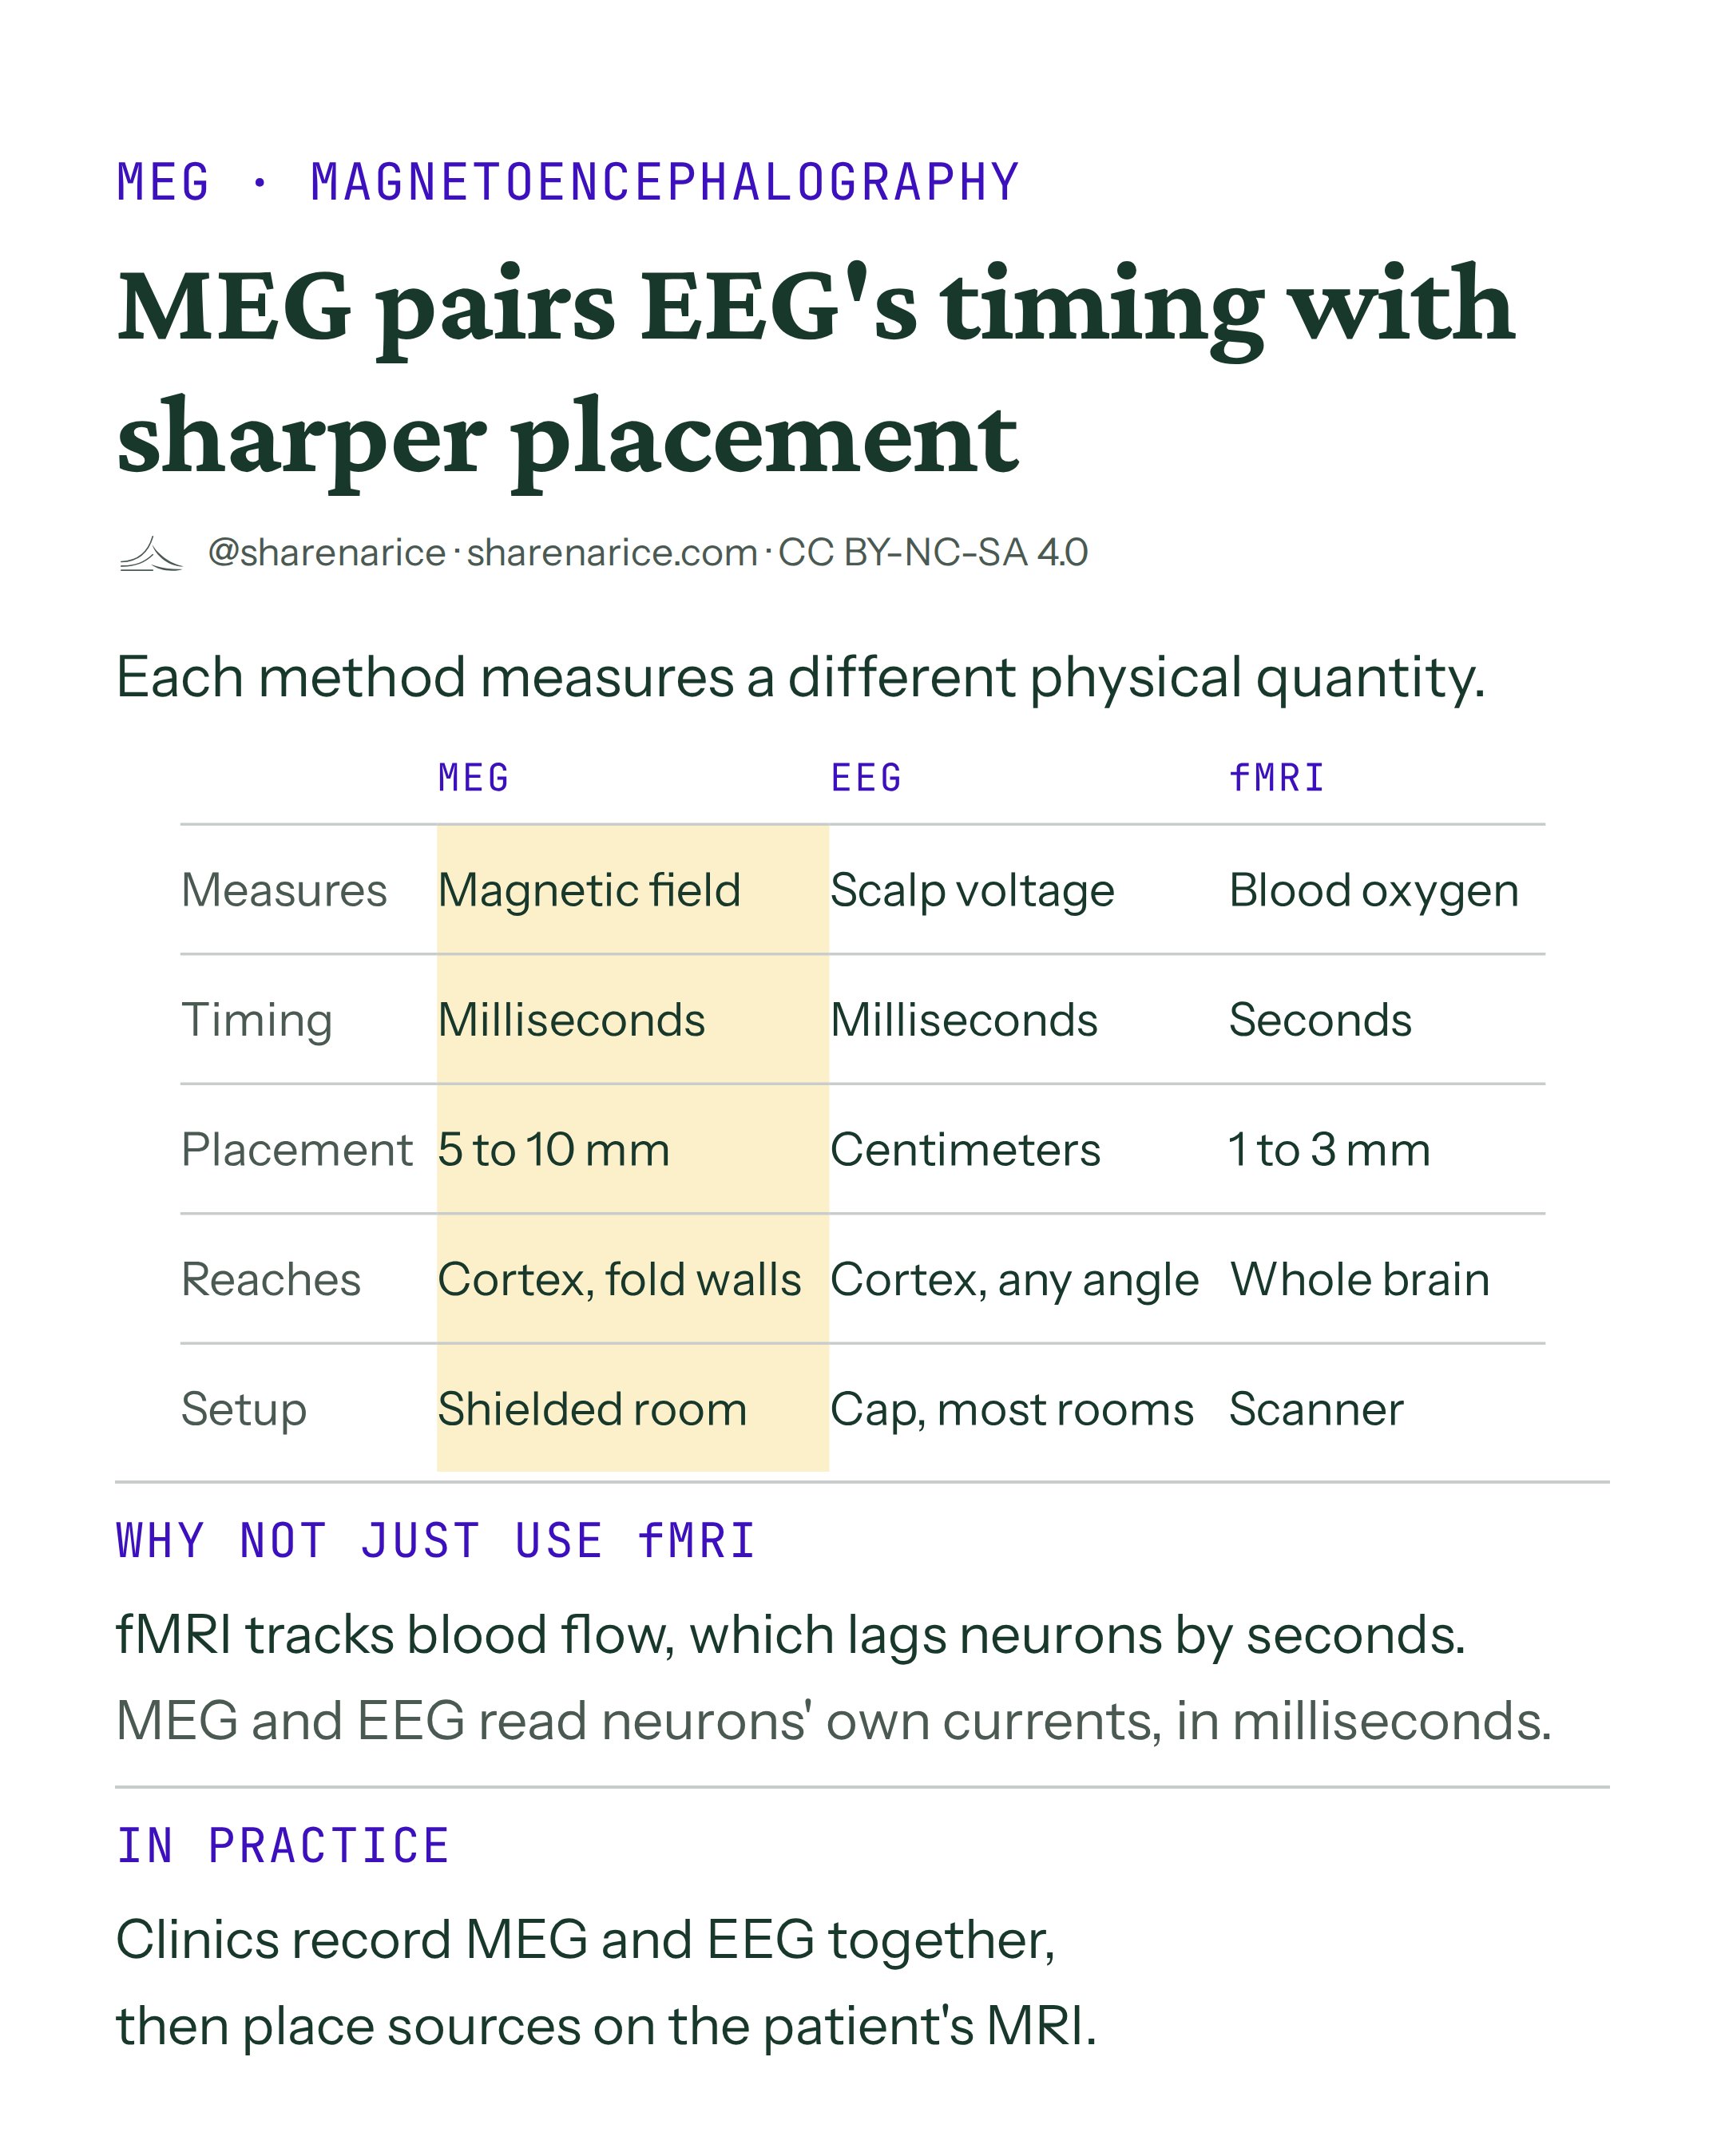 MEG · MAGNETOENCEPHALOGRAPHY
MEG pairs EEG's timing with
sharper placement
@sharenarice · sharenarice.com · CC BY-NC-SA 4.0
Each method measures a different physical quantity.
MEG EEG fMRI
Measures Magnetic field Scalp voltage Blood oxygen
Timing Milliseconds Milliseconds Seconds
Placement 5 to 10 mm Centimeters 1 to 3 mm
Reaches Cortex, fold walls Cortex, any angle Whole brain
Setup Shielded room Cap, most rooms Scanner
WHY NOT JUST USE fMRI
fMRI tracks blood flow, which lags neurons by seconds.
MEG and EEG read neurons' own currents, in milliseconds.
IN PRACTICE
Clinics record MEG and EEG together,
then place sources on the patient's MRI.